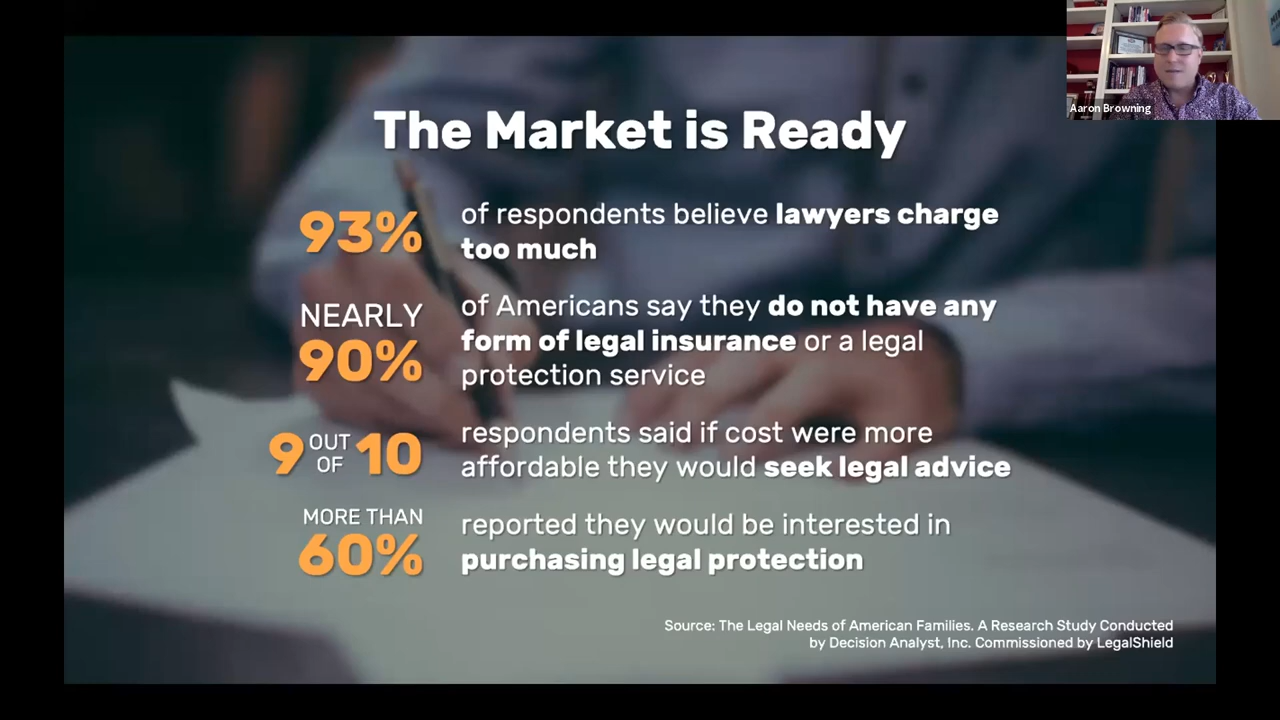 Aaron Browning
The Market is Ready
93%
of respondents believe lawyers charge
too much
NEARLY
90%
of Americans say they do not have any
form of legal insurance or a legal
protection service
9 OUT OF 10
respondents said if cost were more
affordable they would seek legal advice
MORE THAN
60%
reported they would be interested in
purchasing legal protection
Source: The Legal Needs of American Families. A Research Study Conducted
by Decision Analyst, Inc. Commissioned by LegalShield